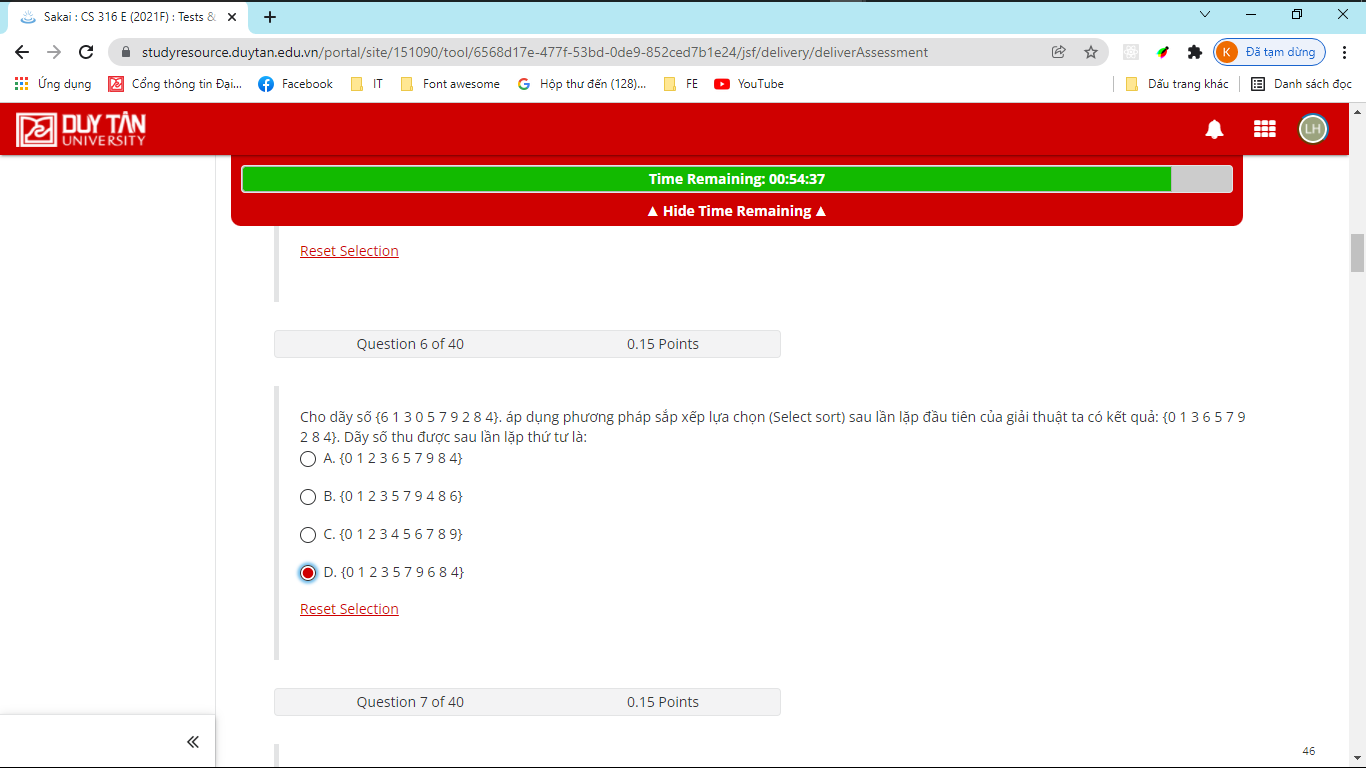 Sakai : CS 316 E (2021F) : Tests &
studyresource.duytan.edu.vn/portal/site/151090/tool/6568d17e-477f-53bd-0de9-852ced7b1e24/jsf/delivery/deliverAssessment
K Đã tạm dừng
Ứng dụng Cổng thông tin Đại... Facebook IT Font awesome Hộp thư đến (128)... FE YouTube Dấu trang khác Danh sách đọc
DUY TÂN
UNIVERSITY
LH
Time Remaining: 00:54:37
▲ Hide Time Remaining ▲
Reset Selection
Question 6 of 40 0.15 Points
Cho dãy số {6 1 3 0 5 7 9 2 8 4}. áp dụng phương pháp sắp xếp lựa chọn (Select sort) sau lần lặp đầu tiên của giải thuật ta có kết quả: {0 1 3 6 5 7 9
2 8 4}. Dãy số thu được sau lần lặp thứ tư là:
A. {0 1 2 3 6 5 7 9 8 4}
B. {0 1 2 3 5 7 9 4 8 6}
C. {0 1 2 3 4 5 6 7 8 9}
D. {0 1 2 3 5 7 9 6 8 4}
Reset Selection
Question 7 of 40 0.15 Points
46